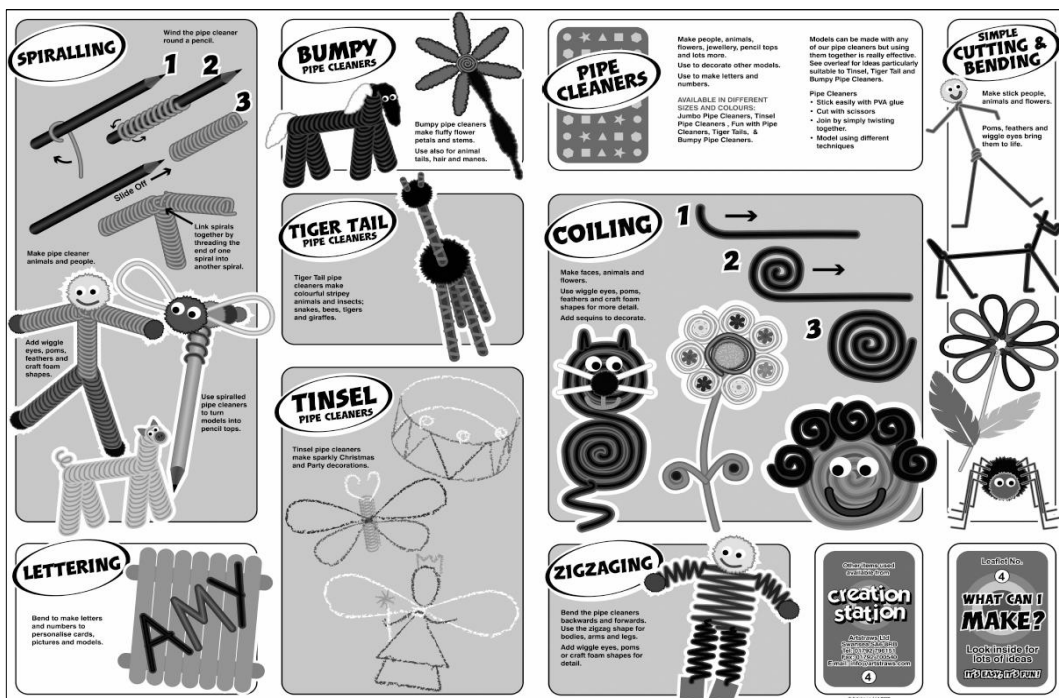 SPIRALLING
Wind the pipe cleaner
round a pencil.
1
2
3
Slide Off
Link spirals
together by
threading the
end of one
spiral into
another spiral.
Make pipe cleaner
animals and people.
Add wiggle
eyes, poms,
feathers and
craft foam
shapes.
Use spiralled
pipe cleaners
to turn
models into
pencil tops.
LETTERING
Bend to make letters
and numbers to
personalise cards,
pictures and models.
AMY
BUMPY
PIPE CLEANERS
Bumpy pipe cleaners
make fluffy flower
petals and stems.
Use also for animal
tails, hair and manes.
TIGER TAIL
PIPE CLEANERS
Tiger Tail pipe
cleaners make
colourful stripey
animals and insects;
snakes, bees, tigers
and giraffes.
TINSEL
PIPE CLEANERS
Tinsel pipe cleaners
make sparkly Christmas
and Party decorations.
PIPE
CLEANERS
Make people, animals,
flowers, jewellery, pencil tops
and lots more.
Use to decorate other models.
Use to make letters and
numbers.
AVAILABLE IN DIFFERENT
SIZES AND COLOURS:
Jumbo Pipe Cleaners, Tinsel
Pipe Cleaners , Fun with Pipe
Cleaners, Tiger Tails, &
Bumpy Pipe Cleaners.
Models can be made with any
of our pipe cleaners but using
them together is really effective.
See overleaf for ideas particularly
suitable to Tinsel, Tiger Tail and
Bumpy Pipe Cleaners.
Pipe Cleaners
• Stick easily with PVA glue
• Cut with scissors
• Join by simply twisting
together.
• Model using different
techniques
COILING
1
2
3
Make faces, animals and
flowers.
Use wiggle eyes, poms,
feathers and craft foam
shapes for more detail.
Add sequins to decorate.
ZIGZAGING
Bend the pipe cleaners
backwards and forwards.
Use the zigzag shape for
bodies, arms and legs.
Add wiggle eyes, poms
or craft foam shapes for
detail.
SIMPLE
CUTTING &
BENDING
Make stick people,
animals and flowers.
Poms, feathers and
wiggle eyes bring
them to life.
Other items used
available from
creation
station
Artstraws Ltd
E-mail: info@artstraws.com
4
Leaflet No.
4
WHAT CAN I
MAKE?
Look inside for
lots of ideas
IT'S EASY, IT'S FUN!